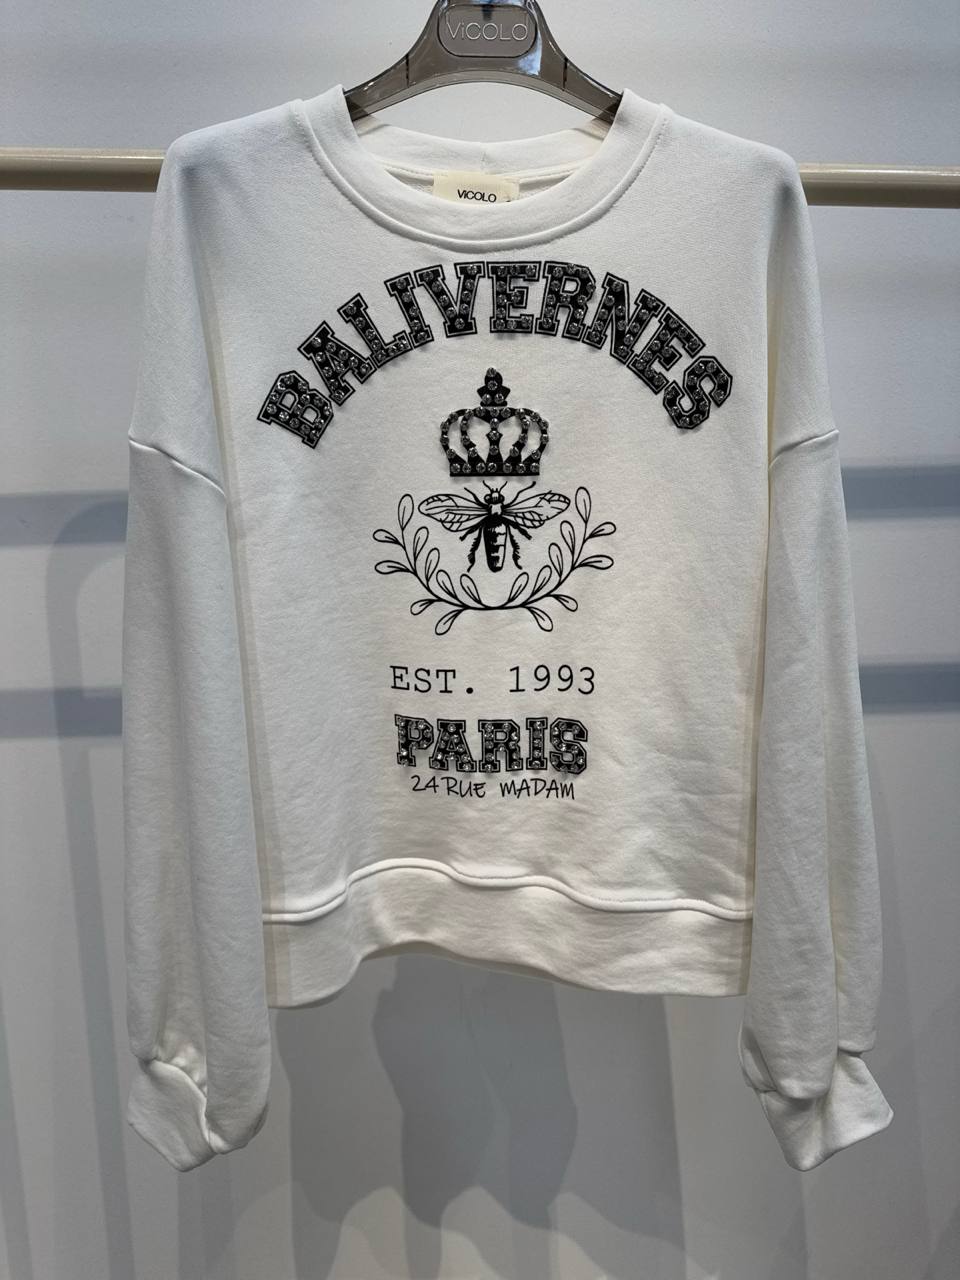 ViCOLO
ViCOLO
BALIVERNES
EST. 1993
PARIS
24 RUE MADAM